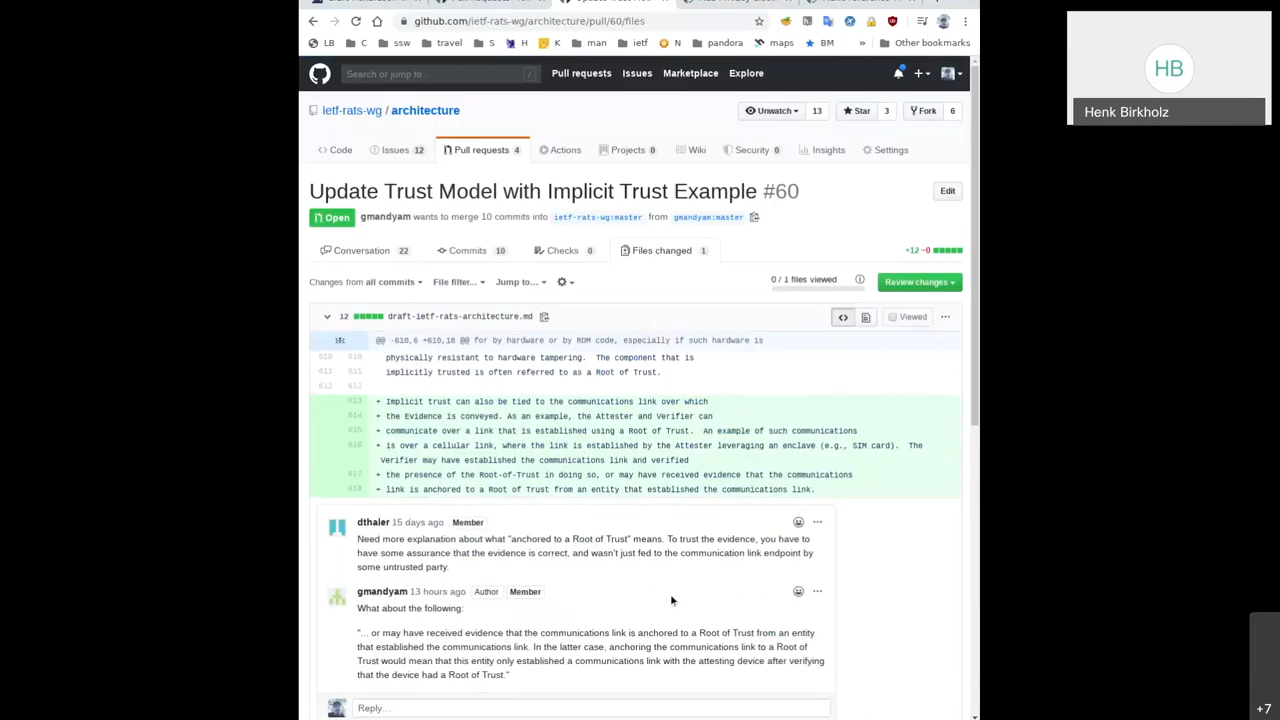 github.com/ietf-rats-wg/architecture/pull/60/files
LB C ssw travel S H K man ietf N pandora maps BM » Other bookmarks
Search or jump to... / Pull requests Issues Marketplace Explore
ietf-rats-wg / architecture
Unwatch 13 Star 3 Fork 6
Code Issues 12 Pull requests 4 Actions Projects 0 Wiki Security 0 Insights Settings
Update Trust Model with Implicit Trust Example #60
Edit
Open gmandyam wants to merge 10 commits into ietf-rats-wg:master from gmandyam:master
Conversation 22 Commits 10 Checks 0 Files changed 1 +12 −0
Changes from all commits File filter... Jump to... 0 / 1 files viewed Review changes
12 draft-ietf-rats-architecture.md Viewed
@@ -610,6 +610,18 @@ for by hardware or by ROM code, especially if such hardware is
610 610 physically resistant to hardware tampering. The component that is
611 611 implicitly trusted is often referred to as a Root of Trust.
612 612
613 + Implicit trust can also be tied to the communications link over which
614 + the Evidence is conveyed. As an example, the Attester and Verifier can
615 + communicate over a link that is established using a Root of Trust. An example of such communications
616 + is over a cellular link, where the link is established by the Attester leveraging an enclave (e.g., SIM card). The
Verifier may have established the communications link and verified
617 + the presence of the Root-of-Trust in doing so, or may have received evidence that the communications
618 + link is anchored to a Root of Trust from an entity that established the communications link.
dthaler 15 days ago Member
Need more explanation about what "anchored to a Root of Trust" means. To trust the evidence, you have to
have some assurance that the evidence is correct, and wasn't just fed to the communication link endpoint by
some untrusted party.
gmandyam 13 hours ago Author Member
What about the following:
"... or may have received evidence that the communications link is anchored to a Root of Trust from an entity
that established the communications link. In the latter case, anchoring the communications link to a Root of
Trust would mean that this entity only established a communications link with the attesting device after verifying
that the device had a Root of Trust."
Reply...
HB
Henk Birkholz
+7